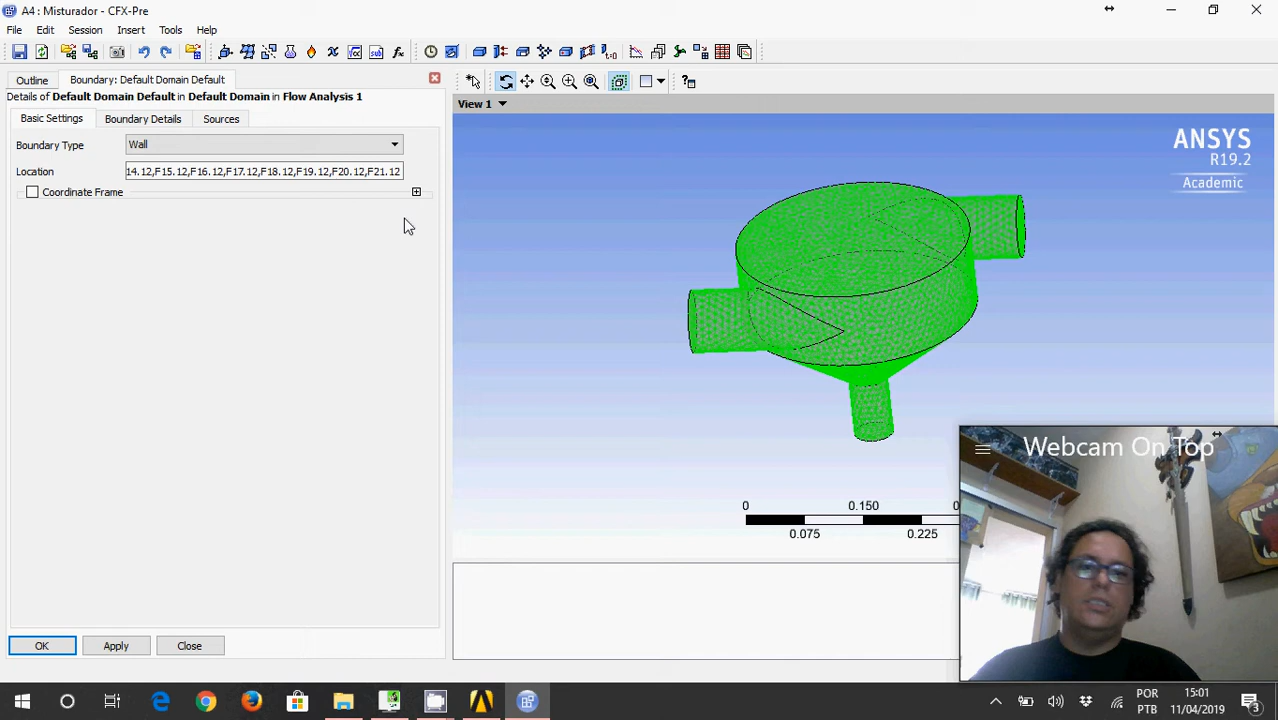 A4 : Misturador - CFX-Pre
File Edit Session Insert Tools Help
Outline Boundary: Default Domain Default
Details of Default Domain Default in Default Domain in Flow Analysis 1
Basic Settings Boundary Details Sources
Boundary Type Wall
Location 14.12,F15.12,F16.12,F17.12,F18.12,F19.12,F20.12,F21.12
Coordinate Frame
OK Apply Close
View 1
ANSYS
R19.2
Academic
0 0.150
0.075 0.225
Webcam On Top
POR
PTB
15:01
11/04/2019
3